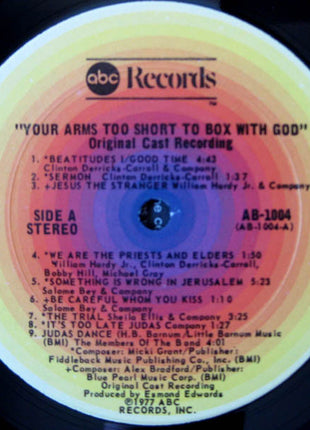 abc Records
"YOUR ARMS TOO SHORT TO BOX WITH GOD"
Original Cast Recording
1. *BEATITUDES I/GOOD TIME 4:43
Clinton Derricks-Carroll & Company
2. *SERMON Clinton Derricks-Carroll 1:37
3. +JESUS THE STRANGER William Hardy Jr. & Company
SIDE A
STEREO
AB-1004
(AB-1004-A)
4. *WE ARE THE PRIESTS AND ELDERS 1:50
William Hardy Jr., Clinton Derricks-Carroll,
Bobby Hill, Michael Gray
5. *SOMETHING IS WRONG IN JERUSALEM 5:23
Salome Bey & Company
6. +BE CAREFUL WHOM YOU KISS 1:10
Salome Bey & Company
7. *THE TRIAL Sheila Ellis & Company :31
8. *IT'S TOO LATE JUDAS Company 1:27
9. JUDAS DANCE (H.B. Barnum/Little Barnum Music)
(BMI) The Members Of The Band 4:01
*Composer: Micki Grant/Publisher:
Fiddleback Music Publishing Co., Inc. (BMI)
+Composer: Alex Bradford/Publisher:
Blue Pearl Music Corp. (BMI)
Original Cast Recording
Produced by Esmond Edwards
℗1977 ABC
RECORDS, INC.